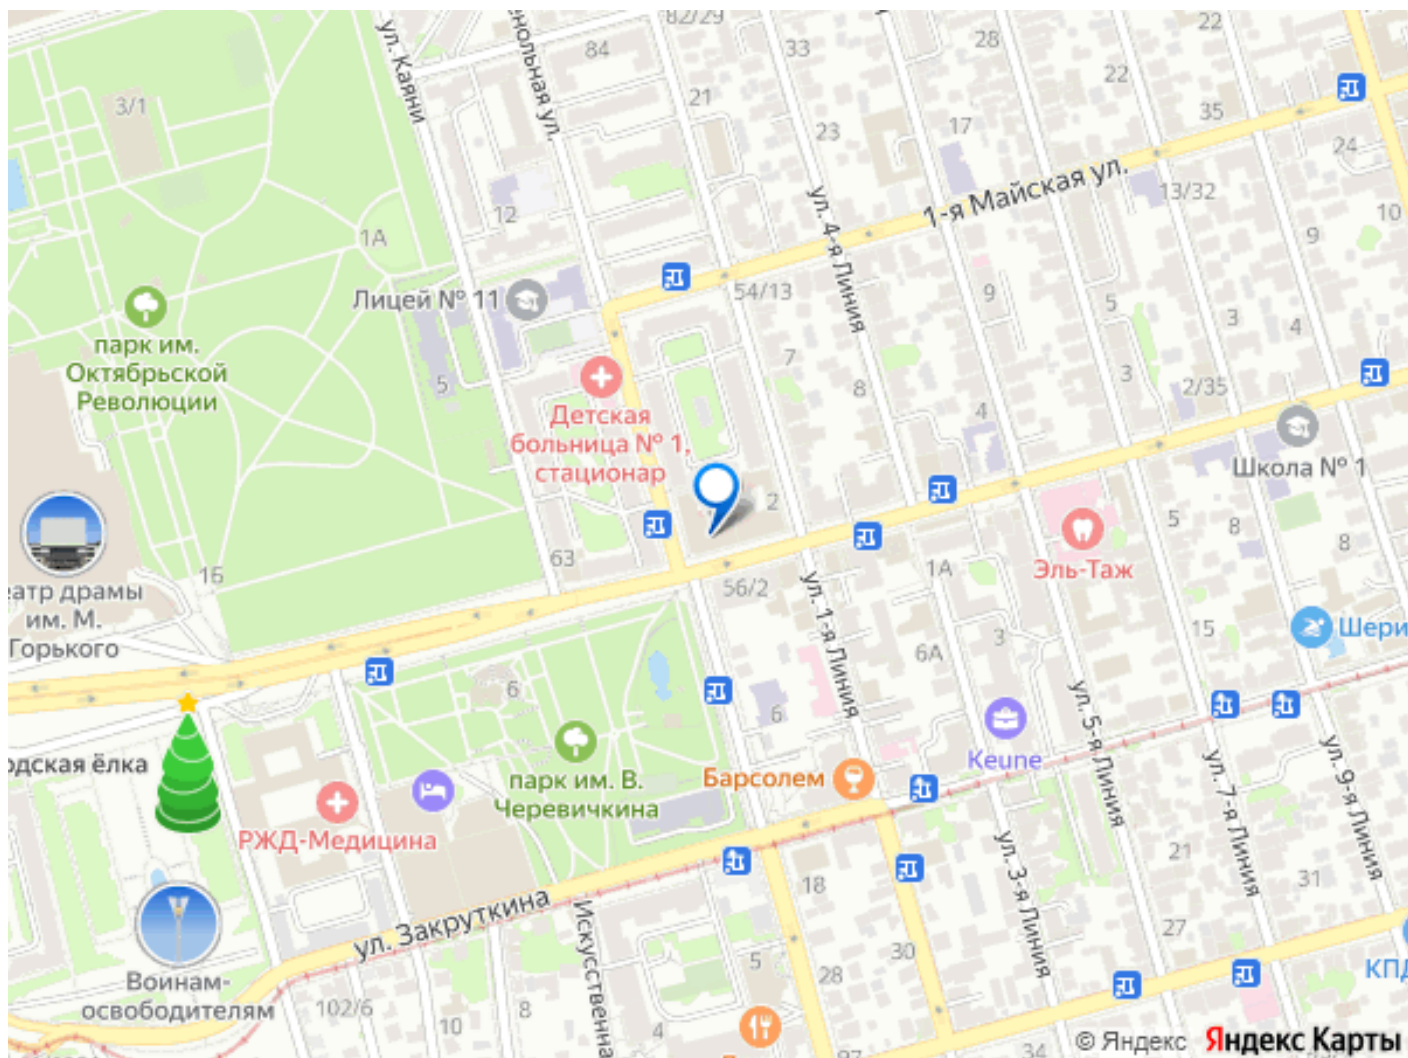 82/29
22
28
33
84
ул. Каяни
нольная ул.
22
3/1
21
35
17
23
24
1-я Майская ул.
13/32
12
ул. 4-я Линия
10
1А
9
54/13
9
5
Лицей № 11
3
4
парк им.
Октябрьской
Революции
7
8
5
3
2/35
4
Детская
больница № 1,
стационар
Школа № 1
2
5
8
8
63
16
56/2
1А
Эль-Таж
еатр драмы
им. М.
Горького
ул. 1-я Линия
15
Шери
3
6А
6
6
ул. 5-я Линия
Keune
одская ёлка
парк им. В.
Черевичкина
Барсолем
ул. 7-я Линия
ул. 9-я Линия
РЖД-Медицина
ул. 3-я Линия
21
18
31
ул. Закруткина
Искусственна
27
30
5
28
КПД
Воинам-
освободителям
102/6
10
8
4
34
© Яндекс Яндекс Карты